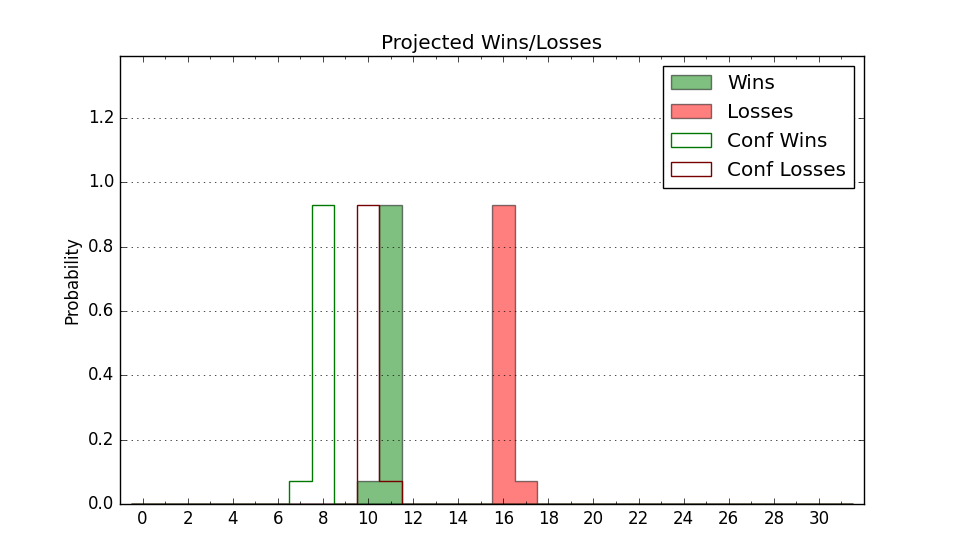 Projected Wins/Losses
Wins
Losses
Conf Wins
Conf Losses
Probability
1.2
1.0
0.8
0.6
0.4
0.2
0.0
0 2 4 6 8 10 12 14 16 18 20 22 24 26 28 30